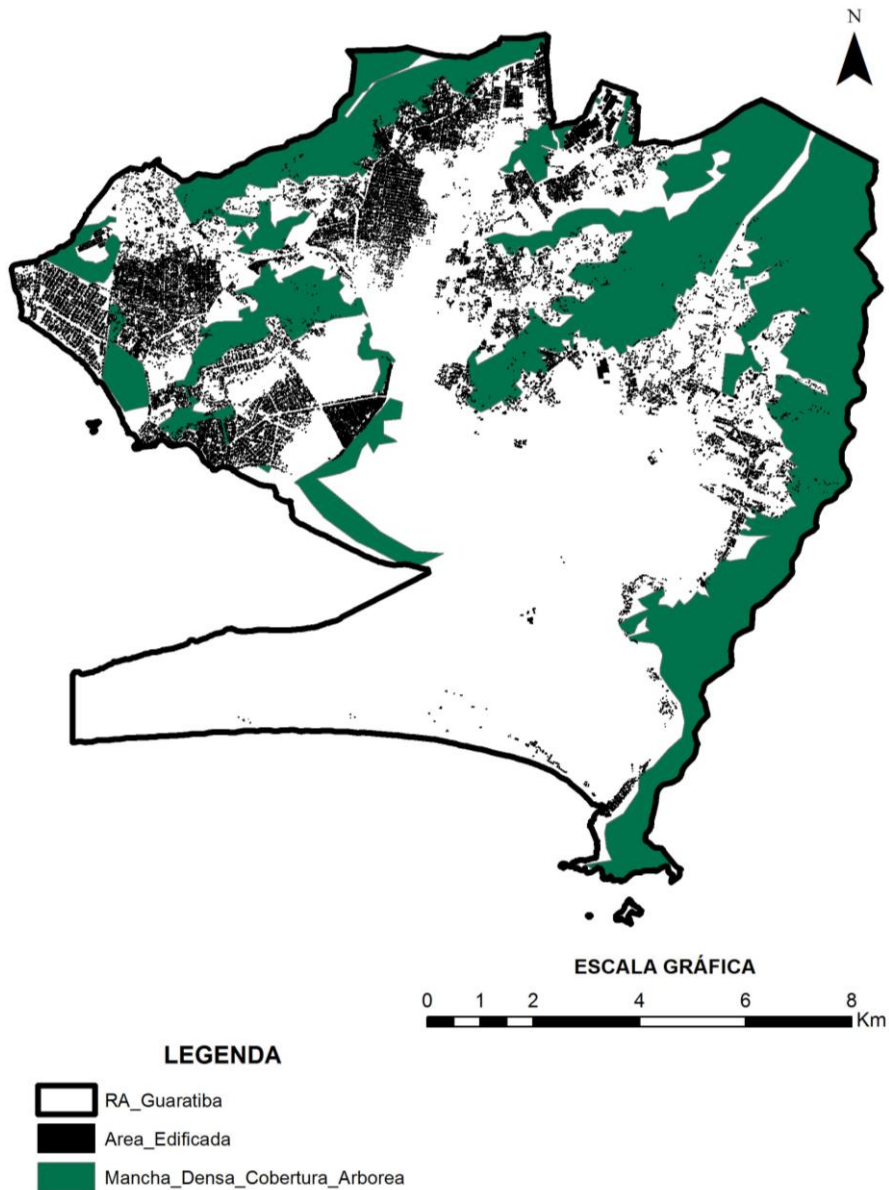 N
ESCALA GRÁFICA
0 1 2 4 6 8
Km
LEGENDA
RA_Guaratiba
Area_Edificada
Mancha_Densa_Cobertura_Arborea